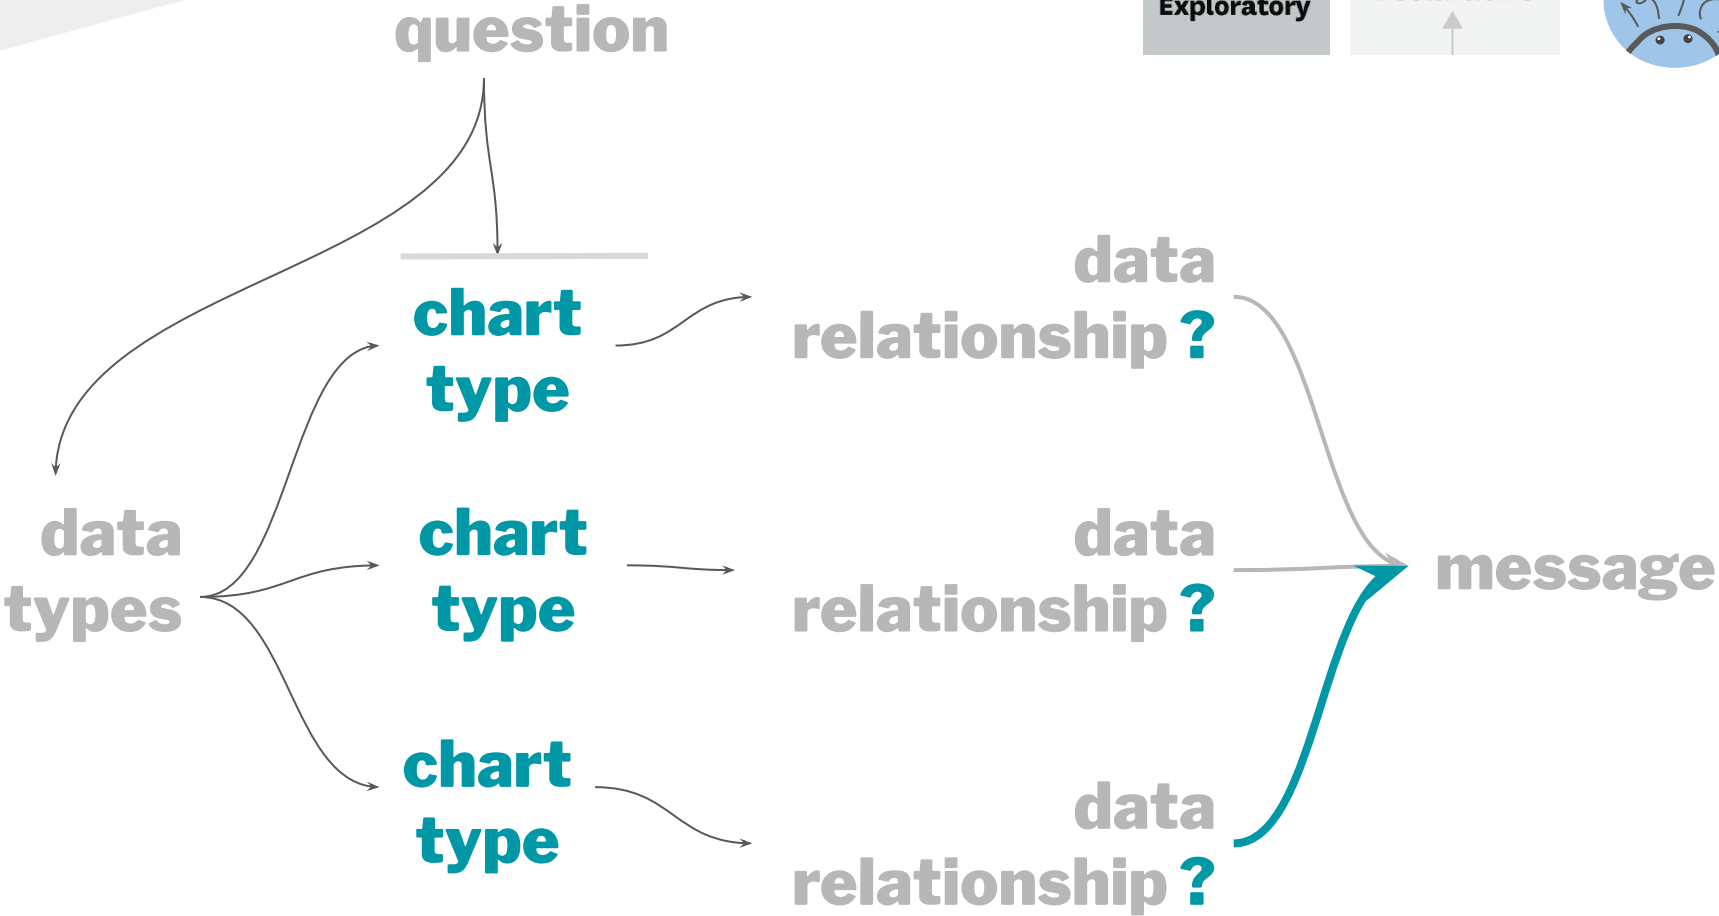 question
Exploratory
chart
type
data
relationship ?
data
types
chart
type
data
relationship ?
message
chart
type
data
relationship ?